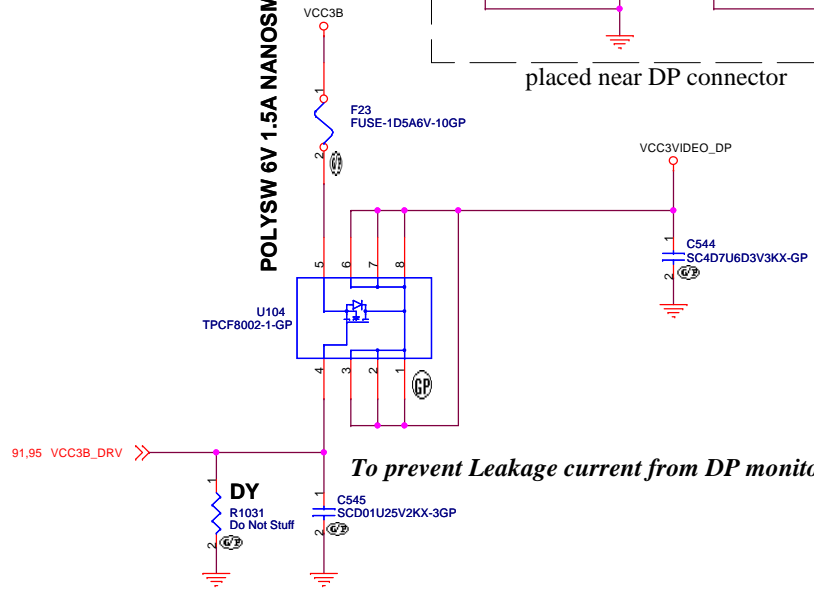 VCC3B
POLYSW 6V 1.5A NANOSM
placed near DP connector
1
F23
FUSE-1D5A6V-10GP
2
G/P
VCC3VIDEO_DP
5
6
7
8
1
C544
SC4D7U6D3V3KX-GP
2
G/P
U104
TPCF8002-1-GP
4
3
2
1
GP
91,95 VCC3B_DRV
To prevent Leakage current from DP monito
1
DY
R1031
Do Not Stuff
2
G/P
1
C545
SCD01U25V2KX-3GP
2
G/P